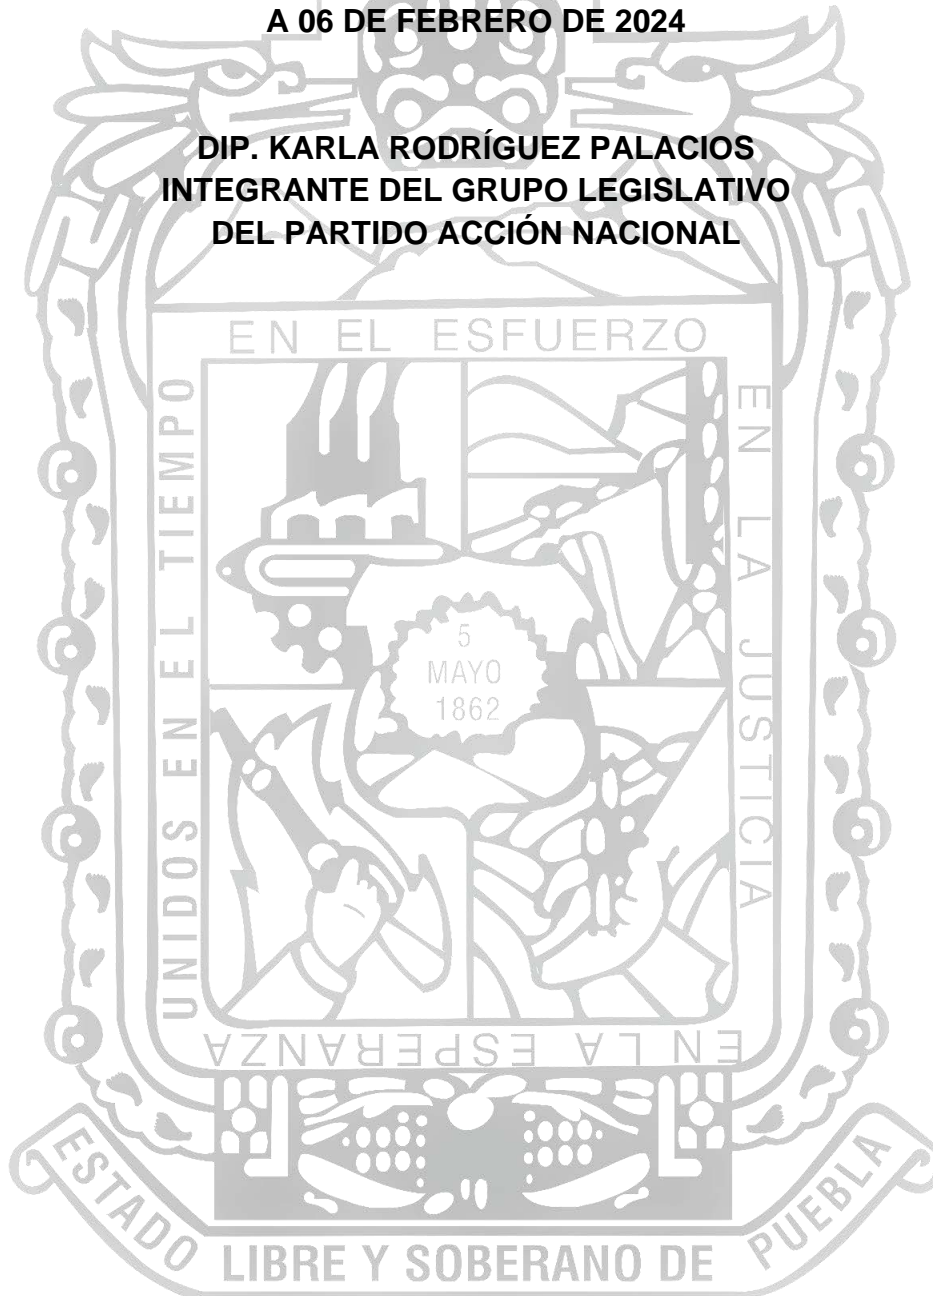 A 06 DE FEBRERO DE 2024
DIP. KARLA RODRÍGUEZ PALACIOS
INTEGRANTE DEL GRUPO LEGISLATIVO
DEL PARTIDO ACCIÓN NACIONAL
UNIDOS EN EL TIEMPO
EN EL ESFUERZO
EN LA JUSTICIA
EN LA ESPERANZA
5
MAYO
1862
ESTADO LIBRE Y SOBERANO DE PUEBLA